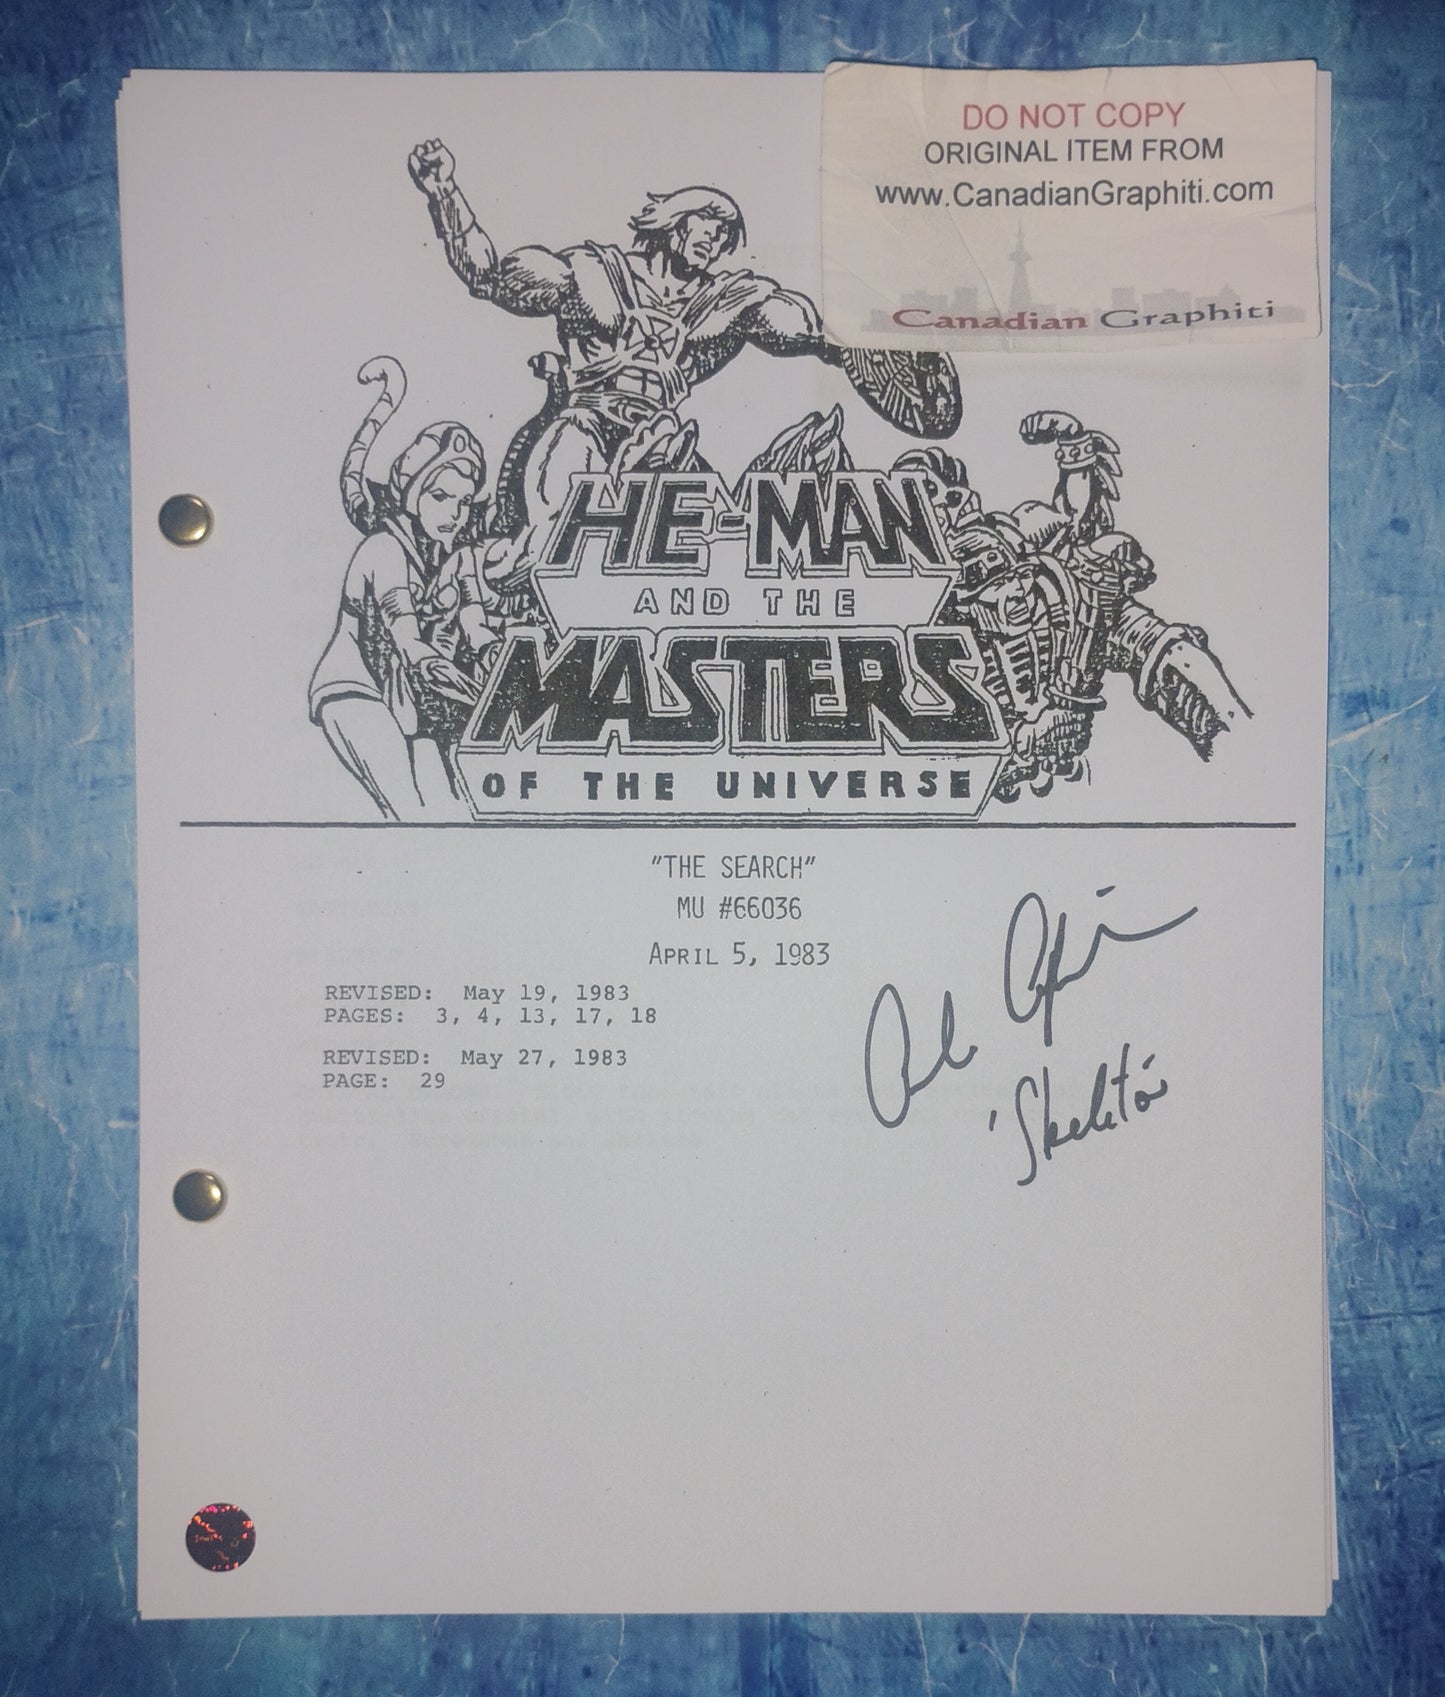 DO NOT COPY
ORIGINAL ITEM FROM
www.CanadianGraphiti.com
Canadian Graphiti
HE-MAN
AND THE
MASTERS
OF THE UNIVERSE
"THE SEARCH"
MU #66036
APRIL 5, 1983
REVISED: May 19, 1983
PAGES: 3, 4, 13, 17, 18
REVISED: May 27, 1983
PAGE: 29
'Skeletor